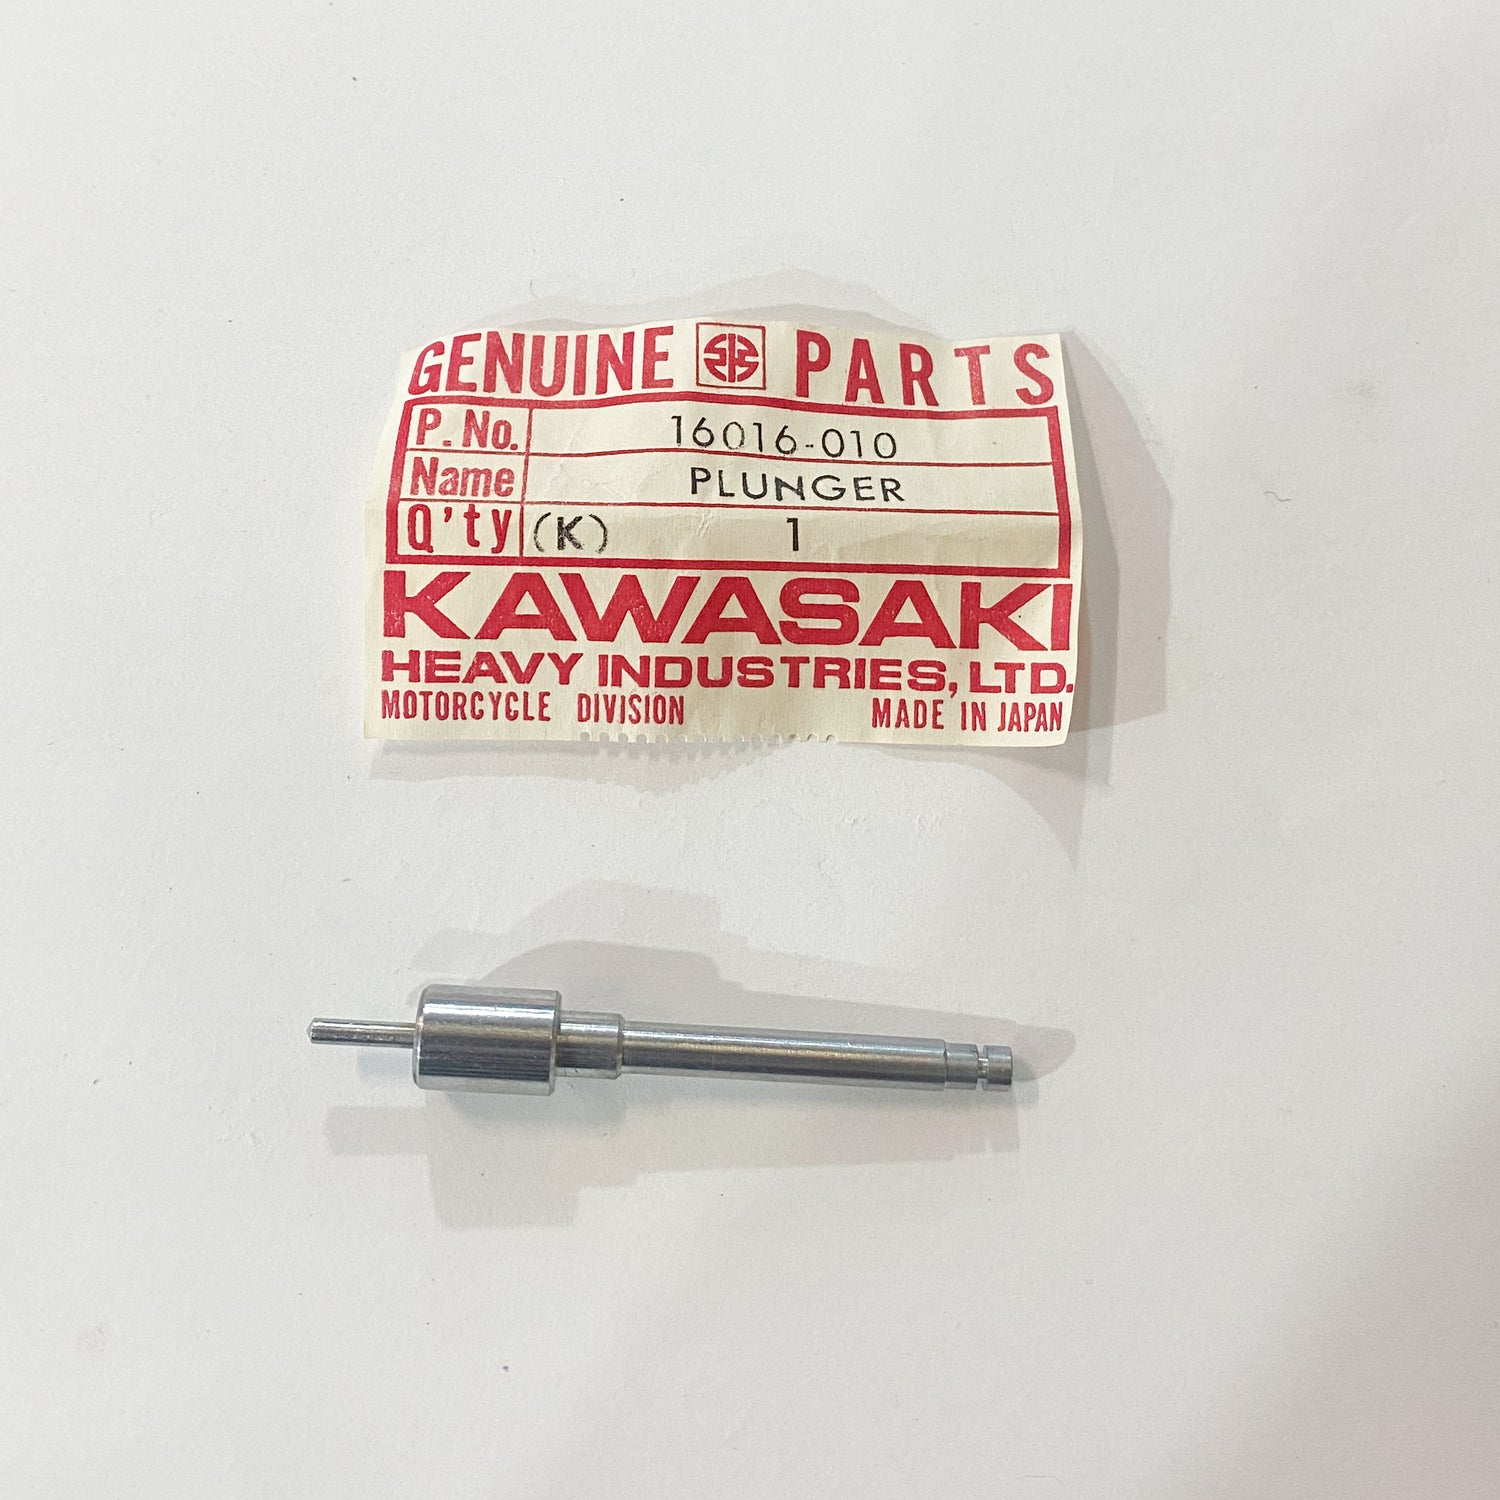 GENUINE PARTS
P. No. 16016-010
Name PLUNGER
Q'ty (K) 1
KAWASAKI
HEAVY INDUSTRIES, LTD.
MOTORCYCLE DIVISION MADE IN JAPAN